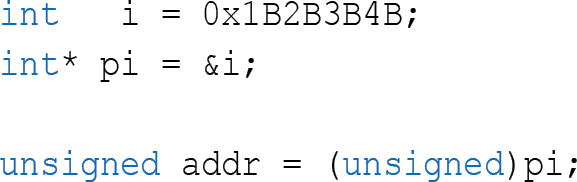 int   i = 0x1B2B3B4B;
int* pi = &i;
unsigned addr = (unsigned)pi;